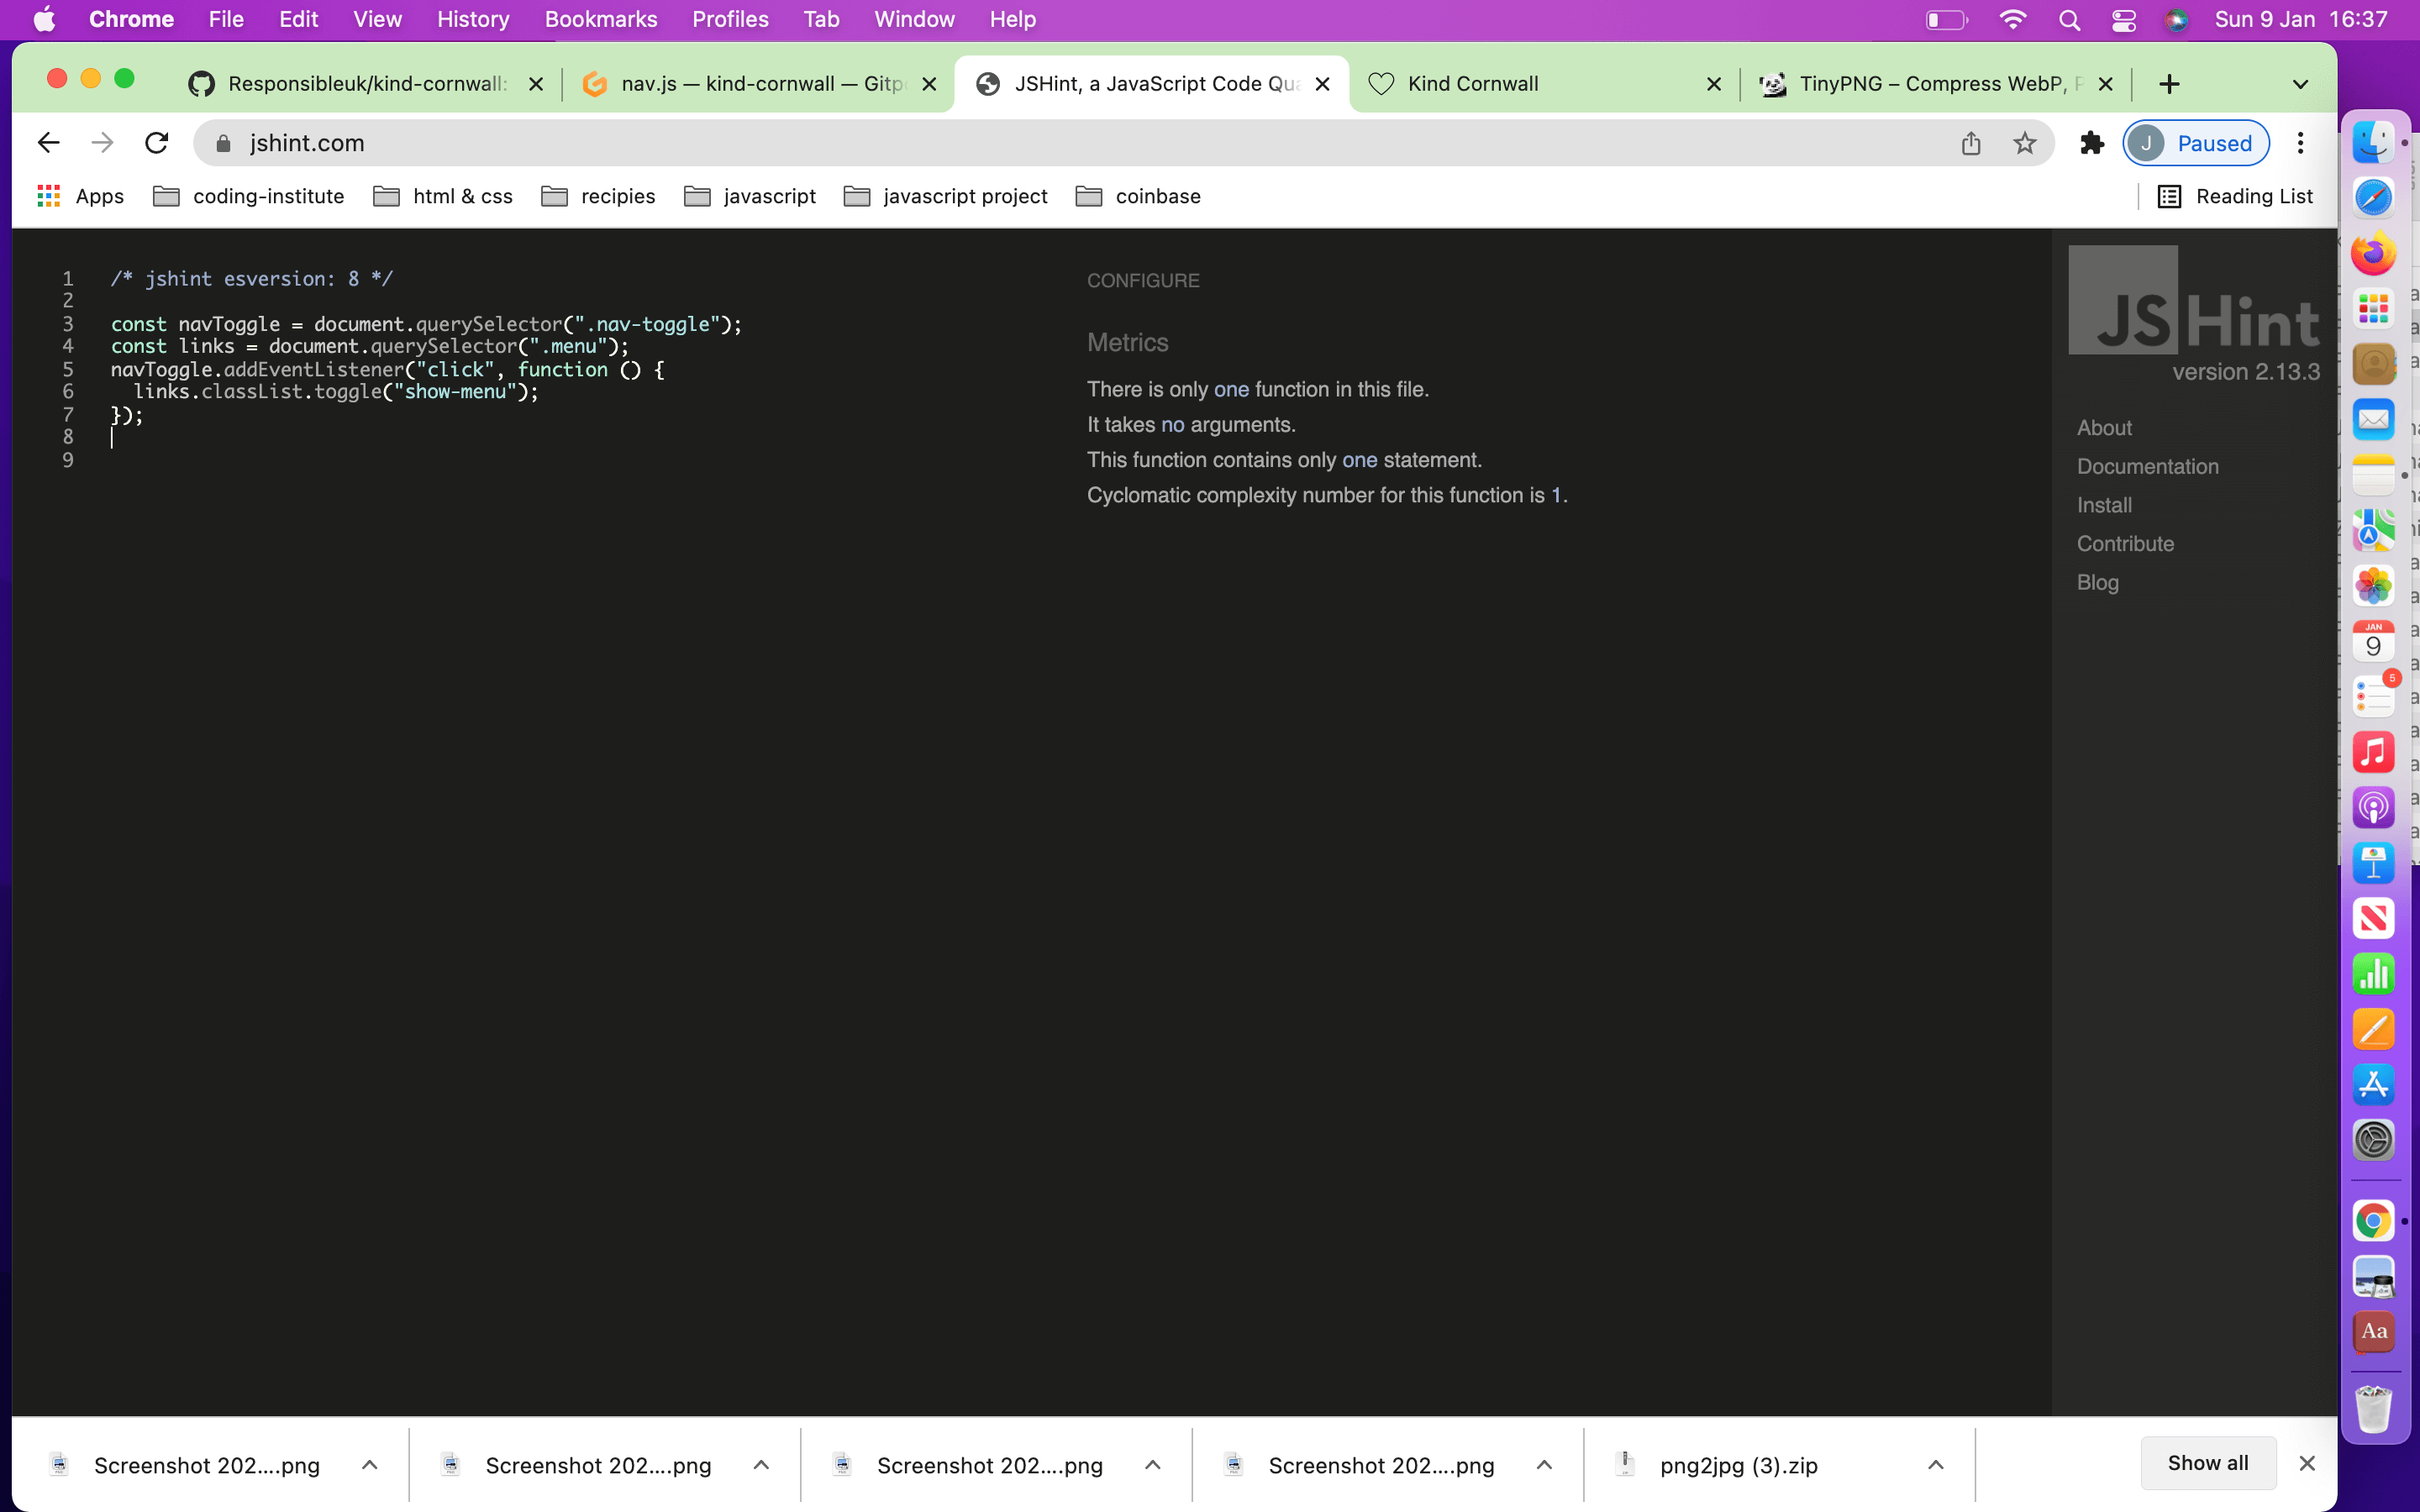 Chrome File Edit View History Bookmarks Profiles Tab Window Help Sun 9 Jan 16:37
Responsibleuk/kind-cornwall: nav.js — kind-cornwall — Gitp JSHint, a JavaScript Code Qua Kind Cornwall TinyPNG – Compress WebP, P
jshint.com J Paused
Apps coding-institute html & css recipies javascript javascript project coinbase Reading List
1 /* jshint esversion: 8 */
2
3 const navToggle = document.querySelector(".nav-toggle");
4 const links = document.querySelector(".menu");
5 navToggle.addEventListener("click", function () {
6 links.classList.toggle("show-menu");
7 });
8
9
CONFIGURE
Metrics
There is only one function in this file.
It takes no arguments.
This function contains only one statement.
Cyclomatic complexity number for this function is 1.
JSHint
version 2.13.3
About
Documentation
Install
Contribute
Blog
JAN
9
5
Aa
Screenshot 202....png Screenshot 202....png Screenshot 202....png Screenshot 202....png png2jpg (3).zip Show all